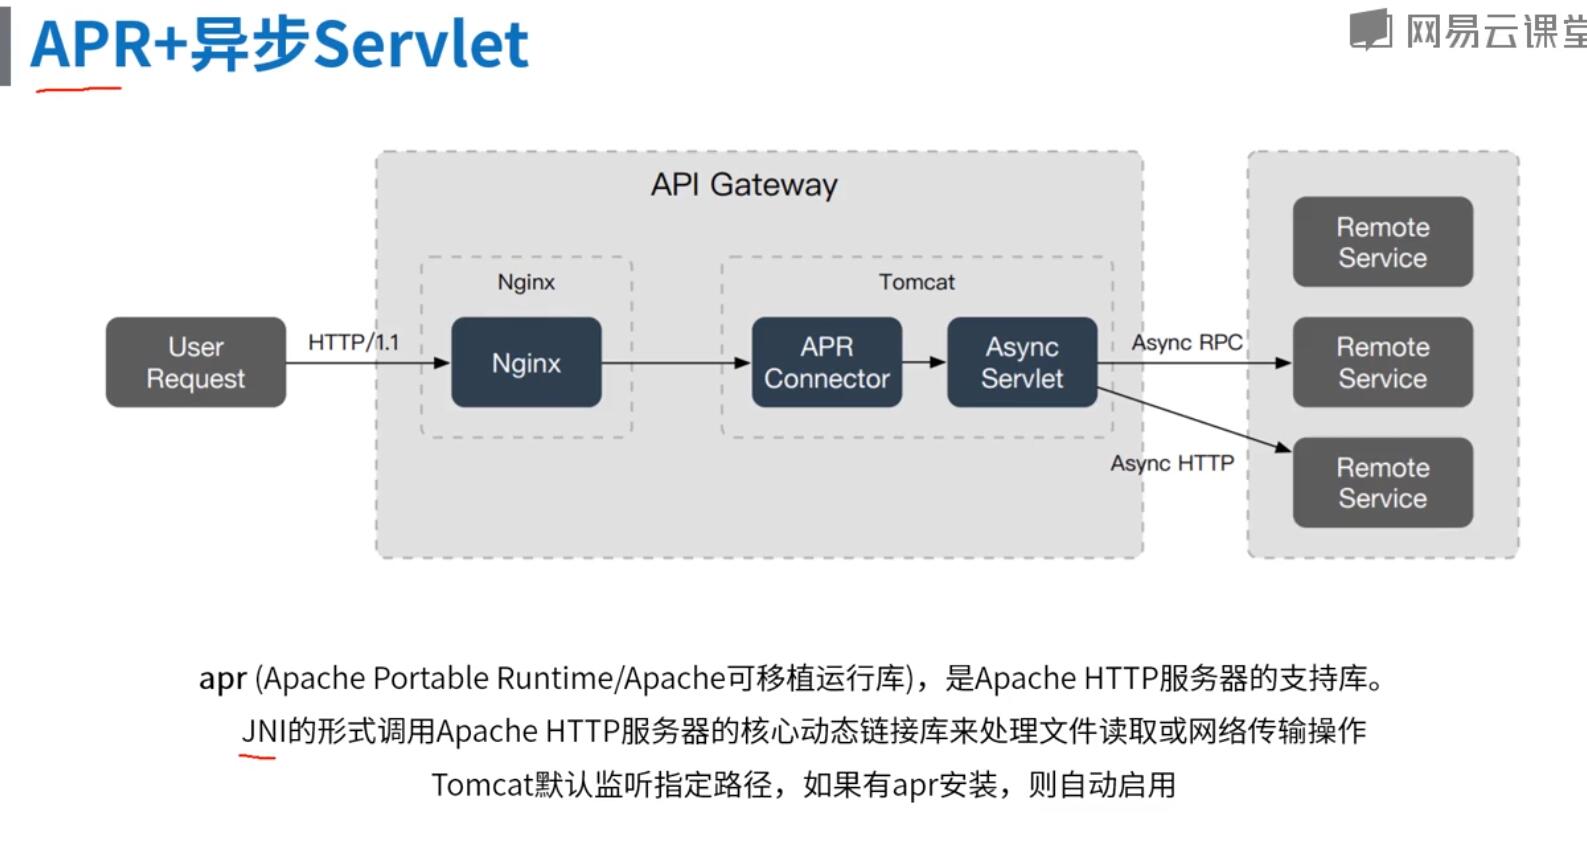 APR+异步Servlet
网易云课堂
API Gateway
Nginx
Tomcat
User
Request
HTTP/1.1
Nginx
APR
Connector
Async
Servlet
Async RPC
Async HTTP
Remote
Service
Remote
Service
Remote
Service
apr (Apache Portable Runtime/Apache可移植运行库)，是Apache HTTP服务器的支持库。
JNI的形式调用Apache HTTP服务器的核心动态链接库来处理文件读取或网络传输操作
Tomcat默认监听指定路径，如果有apr安装，则自动启用